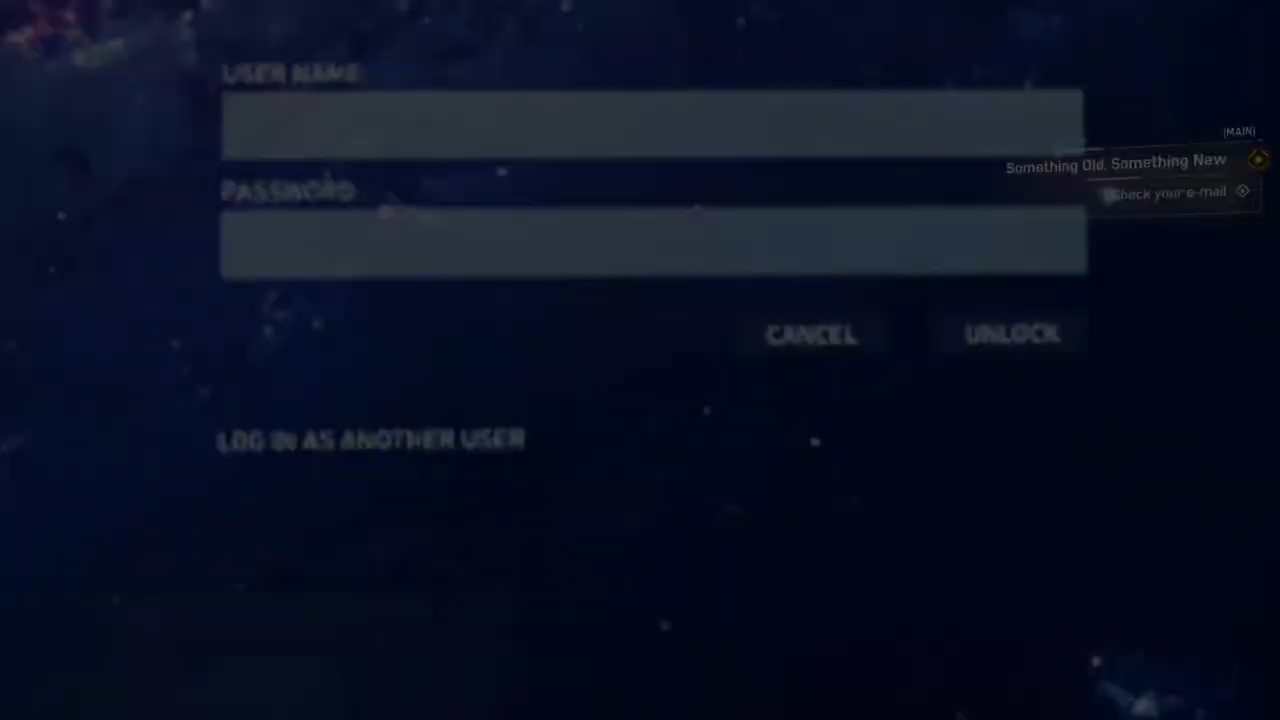 USER NAME
[MAIN]
Something Old, Something New
Check your e-mail
PASSWORD
CANCEL
UNLOCK
LOG IN AS ANOTHER USER